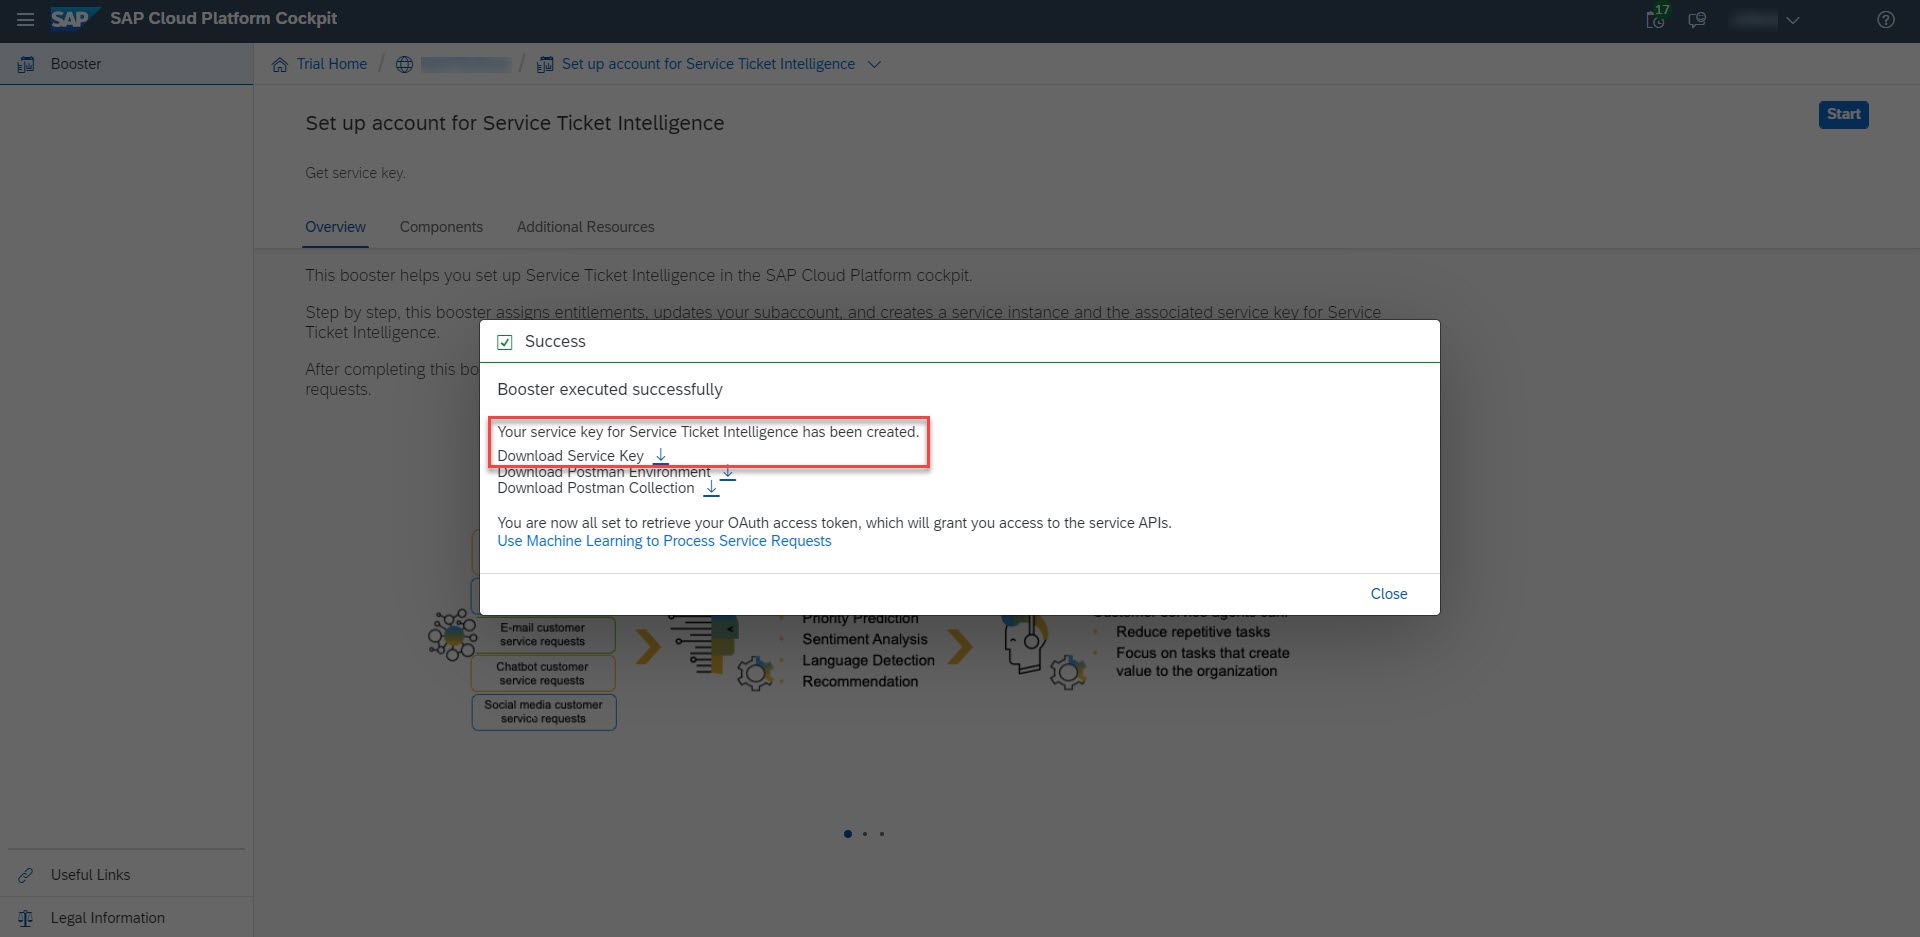 SAP SAP Cloud Platform Cockpit
17
Booster
Trial Home / / Set up account for Service Ticket Intelligence
Set up account for Service Ticket Intelligence
Start
Get service key.
Overview Components Additional Resources
This booster helps you set up Service Ticket Intelligence in the SAP Cloud Platform cockpit.
Step by step, this booster assigns entitlements, updates your subaccount, and creates a service instance and the associated service key for Service
Ticket Intelligence.
After completing this bo
requests.
Success
Booster executed successfully
Your service key for Service Ticket Intelligence has been created.
Download Service Key
Download Postman Environment
Download Postman Collection
You are now all set to retrieve your OAuth access token, which will grant you access to the service APIs.
Use Machine Learning to Process Service Requests
Close
E-mail customer
service requests
Chatbot customer
service requests
Social media customer
service requests
Priority Prediction
Sentiment Analysis
Language Detection
Recommendation
Customer service agents can:
Reduce repetitive tasks
Focus on tasks that create
value to the organization
Useful Links
Legal Information